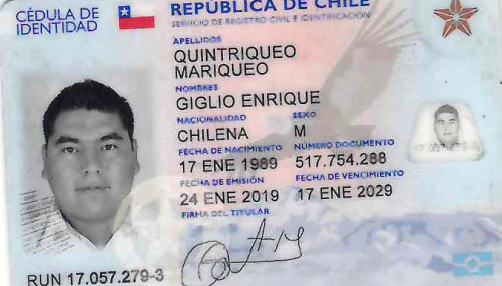 CÉDULA DE
IDENTIDAD
REPÚBLICA DE CHILE
SERVICIO DE REGISTRO CIVIL E IDENTIFICACIÓN
APELLIDOS
QUINTRIQUEO
MARIQUEO
NOMBRES
GIGLIO ENRIQUE
NACIONALIDAD SEXO
CHILENA M
FECHA DE NACIMIENTO NÚMERO DOCUMENTO
17 ENE 1989 517.754.288
FECHA DE EMISIÓN FECHA DE VENCIMIENTO
24 ENE 2019 17 ENE 2029
FIRMA DEL TITULAR
RUN 17.057.279-3